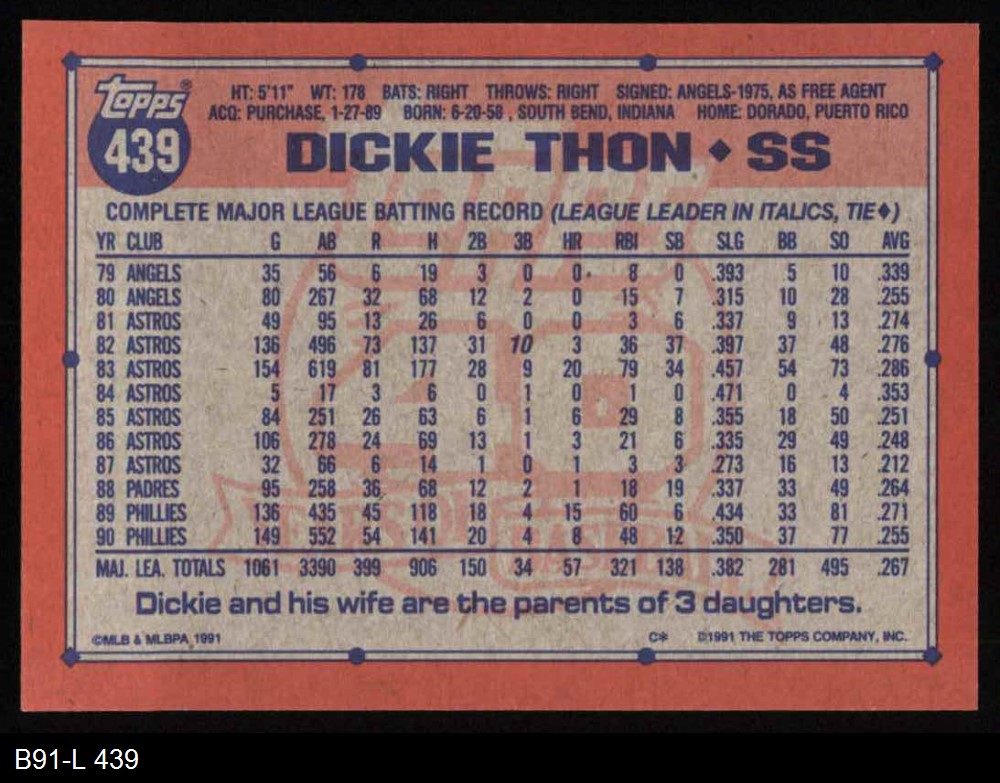 TOPPS®
439
HT: 5'11" WT: 178 BATS: RIGHT THROWS: RIGHT SIGNED: ANGELS-1975, AS FREE AGENT
ACQ: PURCHASE, 1-27-89 BORN: 6-20-58, SOUTH BEND, INDIANA HOME: DORADO, PUERTO RICO
DICKIE THON ◆ SS
COMPLETE MAJOR LEAGUE BATTING RECORD (LEAGUE LEADER IN ITALICS, TIE◆)
YR CLUB G AB R H 2B 3B HR RBI SB SLG BB SO AVG
79 ANGELS 35 56 6 19 3 0 0 8 0 .393 5 10 .339
80 ANGELS 80 267 32 68 12 2 0 15 7 .315 10 28 .255
81 ASTROS 49 95 13 26 6 0 0 3 6 .337 9 13 .274
82 ASTROS 136 496 73 137 31 10 3 36 37 .397 37 48 .276
83 ASTROS 154 619 81 177 28 9 20 79 34 .457 54 73 .286
84 ASTROS 5 17 3 6 0 1 0 1 0 .471 0 4 .353
85 ASTROS 84 251 26 63 6 1 6 29 8 .355 18 50 .251
86 ASTROS 106 278 24 69 13 1 3 21 6 .335 29 49 .248
87 ASTROS 32 66 6 14 1 0 1 3 3 .273 16 13 .212
88 PADRES 95 258 36 68 12 2 1 18 19 .337 33 49 .264
89 PHILLIES 136 435 45 118 18 4 15 60 6 .434 33 81 .271
90 PHILLIES 149 552 54 141 20 4 8 48 12 .350 37 77 .255
MAJ. LEA. TOTALS 1061 3390 399 906 150 34 57 321 138 .382 281 495 .267
Dickie and his wife are the parents of 3 daughters.
©MLB & MLBPA 1991 C* ©1991 THE TOPPS COMPANY, INC.
B91-L 439